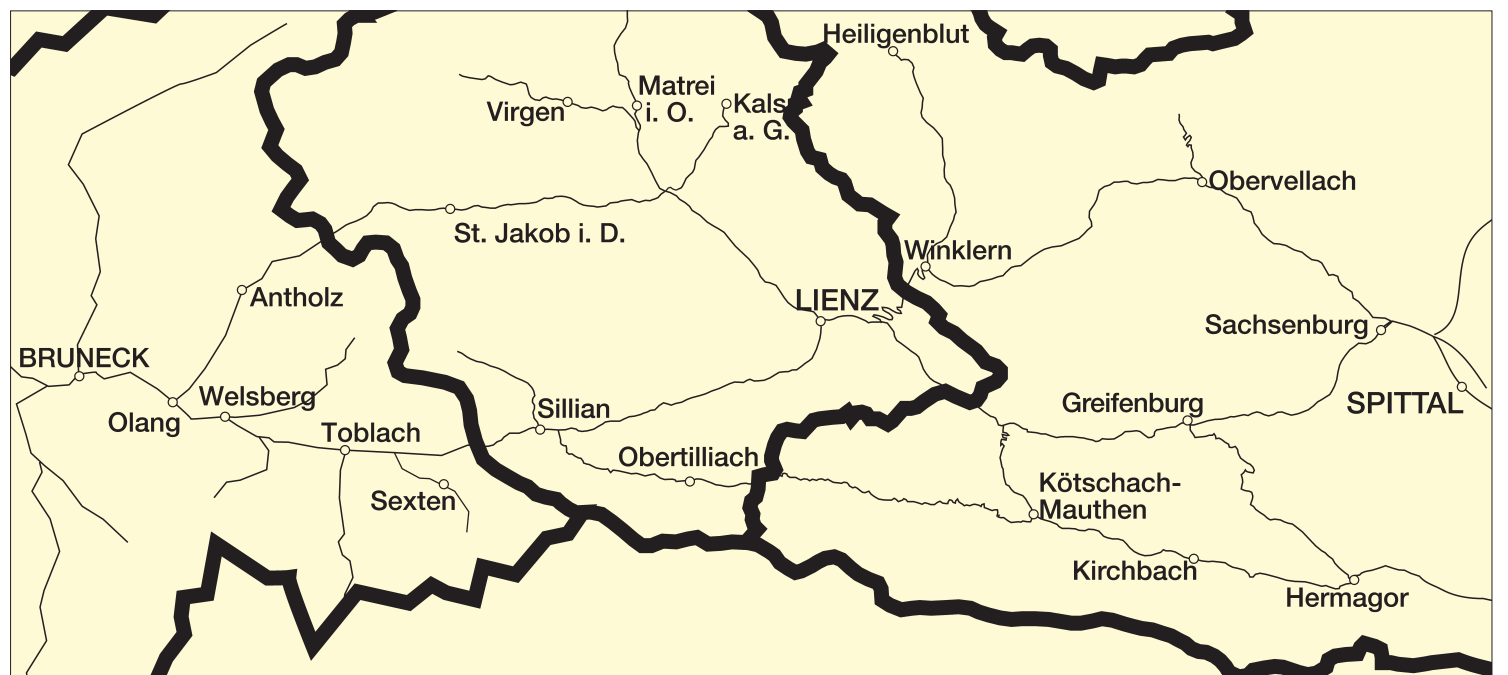 Heiligenblut
Matrei
i. O.
Kals
a. G.
Virgen
Obervellach
St. Jakob i. D.
Winklern
Antholz
LIENZ
Sachsenburg
BRUNECK
Welsberg
Olang
Sillian
Greifenburg
SPITTAL
Toblach
Obertilliach
Sexten
Kötschach-
Mauthen
Kirchbach
Hermagor